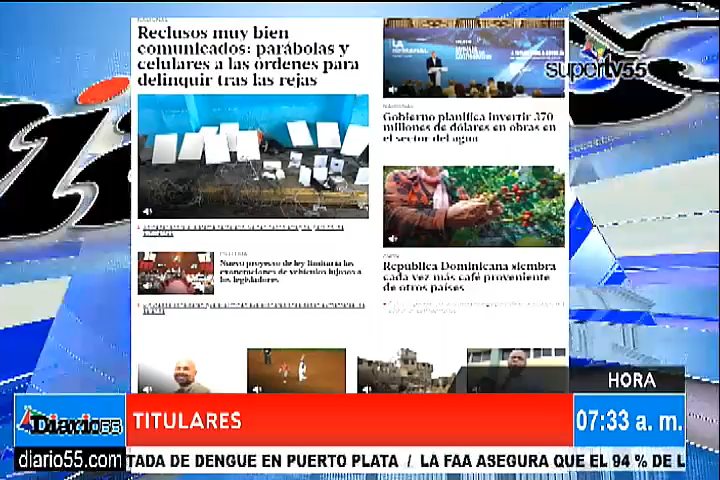 Reclusos muy bien
comunicados: parábolas y
celulares a las órdenes para
delinquir tras las rejas
LA
SEMANAL
supertv55
Gobierno planifica invertir 370
millones de dólares en obras en
el sector del agua
Nuevo proyecto de ley limitaría las
exoneraciones de vehículos lujosos a
los legisladores
República Dominicana siembra
cada vez más café proveniente
de otros países
HORA
Diario55
TITULARES
07:33 a. m.
diario55.com
TADA DE DENGUE EN PUERTO PLATA / LA FAA ASEGURA QUE EL 94 % DE L